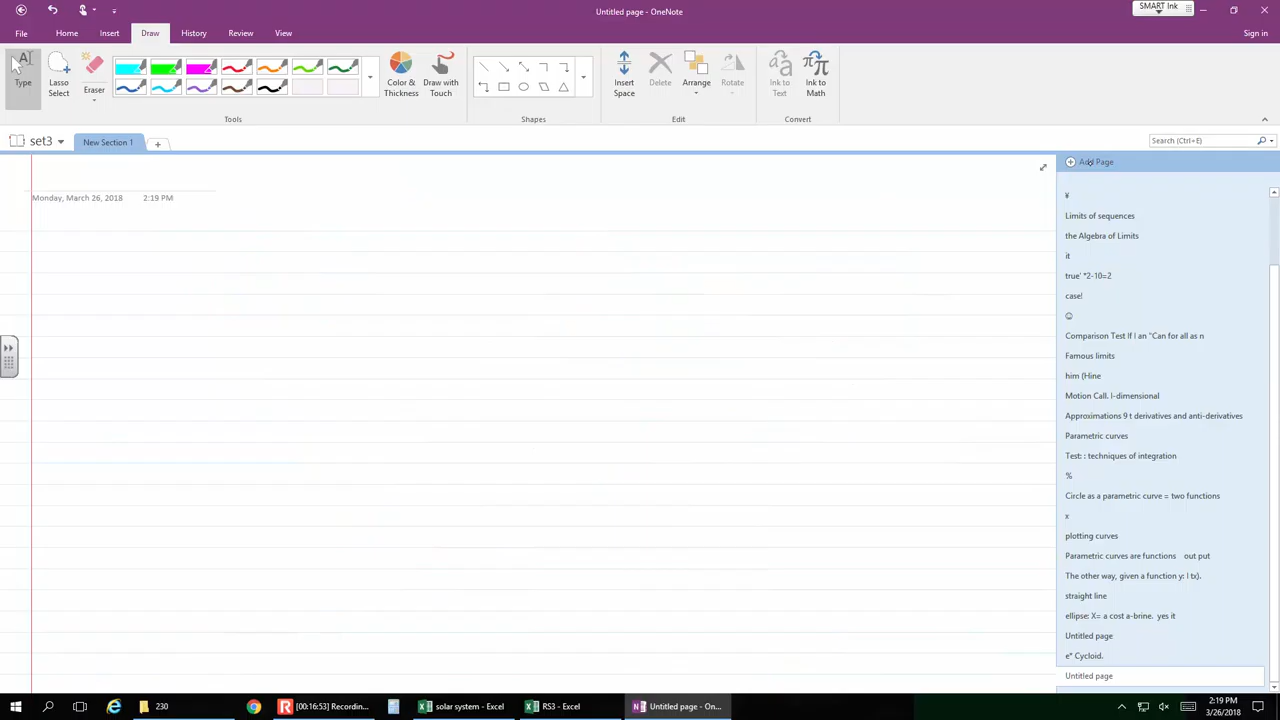 Untitled page - OneNote
SMART Ink
File Home Insert Draw History Review View
Sign in
Type
Lasso Select
Eraser
Color & Thickness
Draw with Touch
Insert Space
Delete
Arrange
Rotate
Ink to Text
Ink to Math
Tools
Shapes
Edit
Convert
set3
New Section 1
Search (Ctrl+E)
Add Page
Monday, March 26, 2018 2:19 PM
¥
Limits of sequences
the Algebra of Limits
it
true' *2-10=2
case!
☺
Comparison Test If I an "Can for all as n
Famous limits
him (Hine
Motion Call. I-dimensional
Approximations 9 t derivatives and anti-derivatives
Parametric curves
Test: : techniques of integration
%
Circle as a parametric curve = two functions
x
plotting curves
Parametric curves are functions out put
The other way, given a function y: I tx).
straight line
ellipse: X= a cost a-brine. yes it
Untitled page
e* Cycloid.
Untitled page
230
[00:16:53] Recordin...
solar system - Excel
RS3 - Excel
Untitled page - On...
2:19 PM
3/26/2018